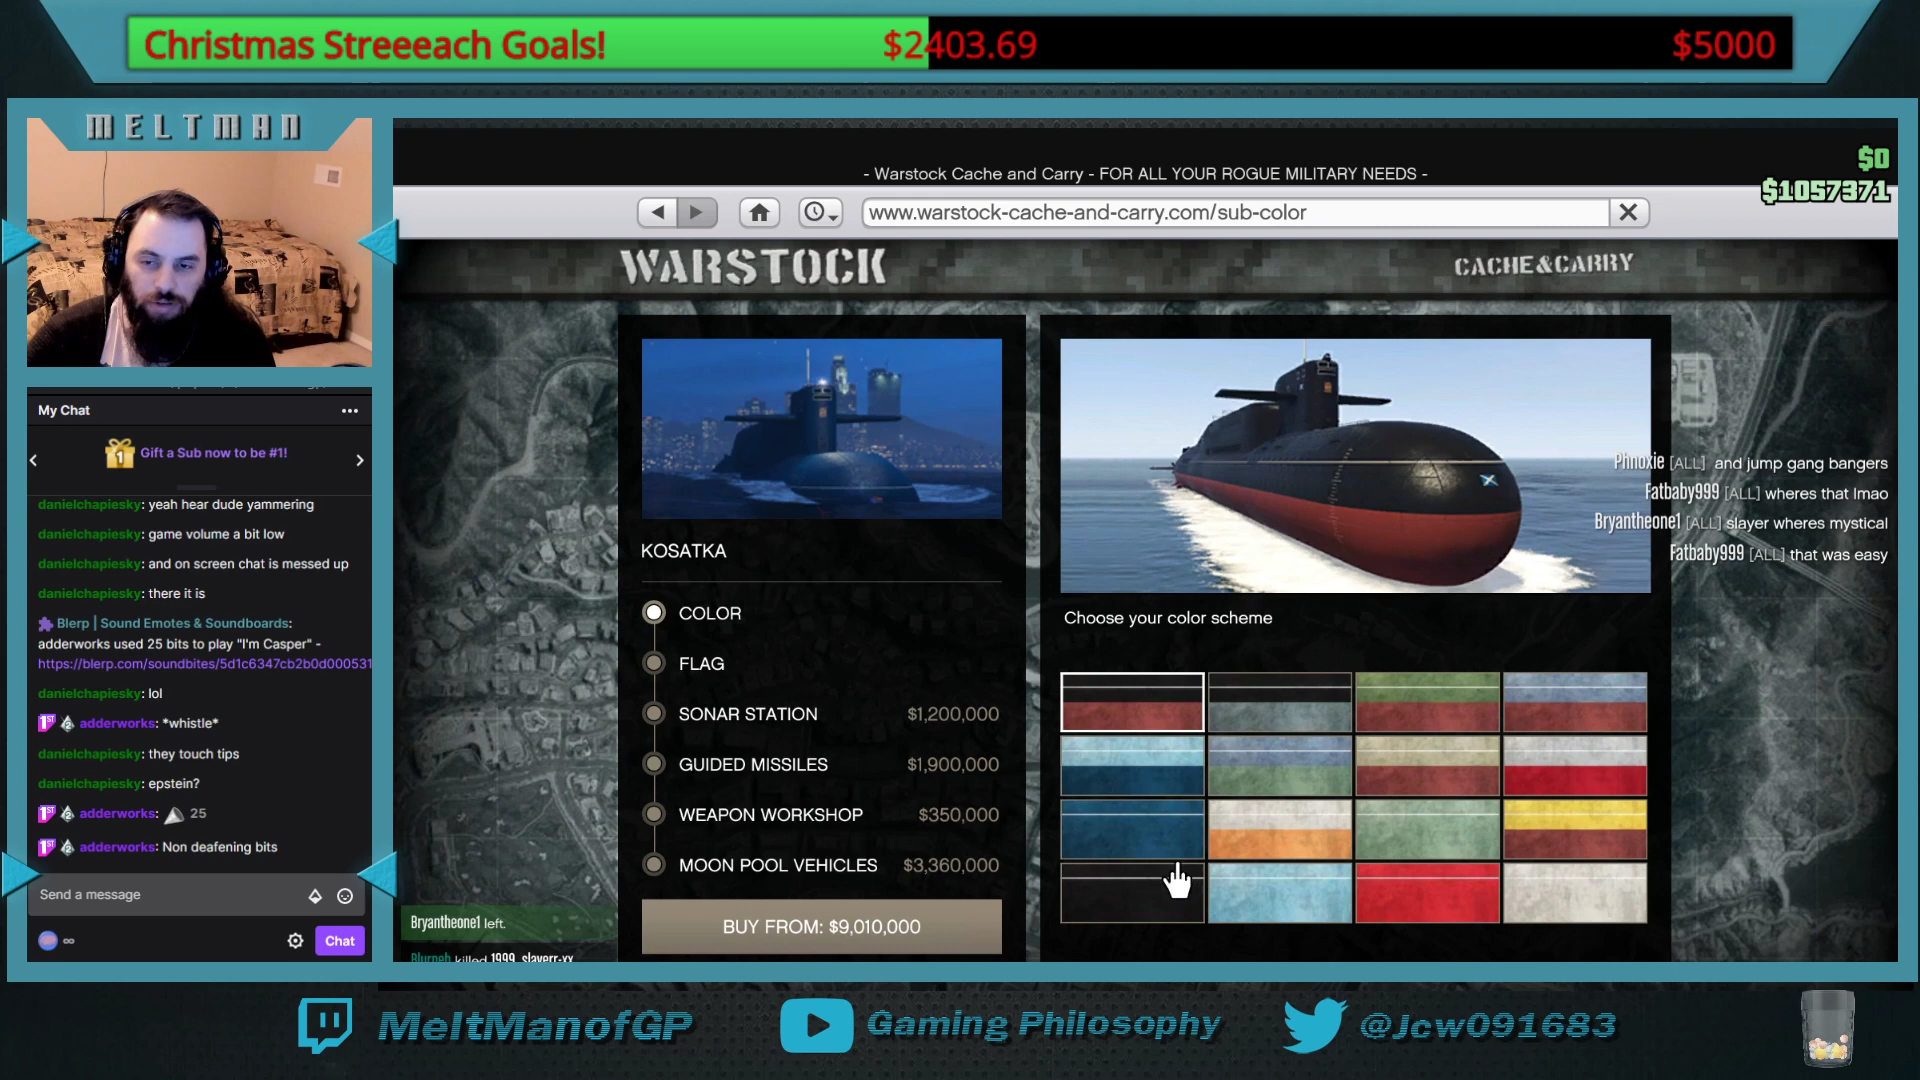 Christmas Streeeach Goals! $2403.69 $5000
MELTMAN
My Chat
Gift a Sub now to be #1!
danielchapiesky: yeah hear dude yammering
danielchapiesky: game volume a bit low
danielchapiesky: and on screen chat is messed up
danielchapiesky: there it is
Blerp | Sound Emotes & Soundboards:
adderworks used 25 bits to play "I'm Casper" -
https://blerp.com/soundbites/5d1c6347cb2b0d000531
danielchapiesky: lol
adderworks: *whistle*
danielchapiesky: they touch tips
danielchapiesky: epstein?
adderworks: 25
adderworks: Non deafening bits
Send a message
Chat
- Warstock Cache and Carry - FOR ALL YOUR ROGUE MILITARY NEEDS -
$0
$1057371
www.warstock-cache-and-carry.com/sub-color
WARSTOCK
CACHE&CARRY
KOSATKA
COLOR
FLAG
SONAR STATION $1,200,000
GUIDED MISSILES $1,900,000
WEAPON WORKSHOP $350,000
MOON POOL VEHICLES $3,360,000
BUY FROM: $9,010,000
Choose your color scheme
Phnoxie [ALL] and jump gang bangers
Fatbaby999 [ALL] wheres that lmao
Bryantheone1 [ALL] slayer wheres mystical
Fatbaby999 [ALL] that was easy
Bryantheone1 left.
Blurneh killed 1999_slayerr-xx
MeltManofGP
Gaming Philosophy
@Jcw091683